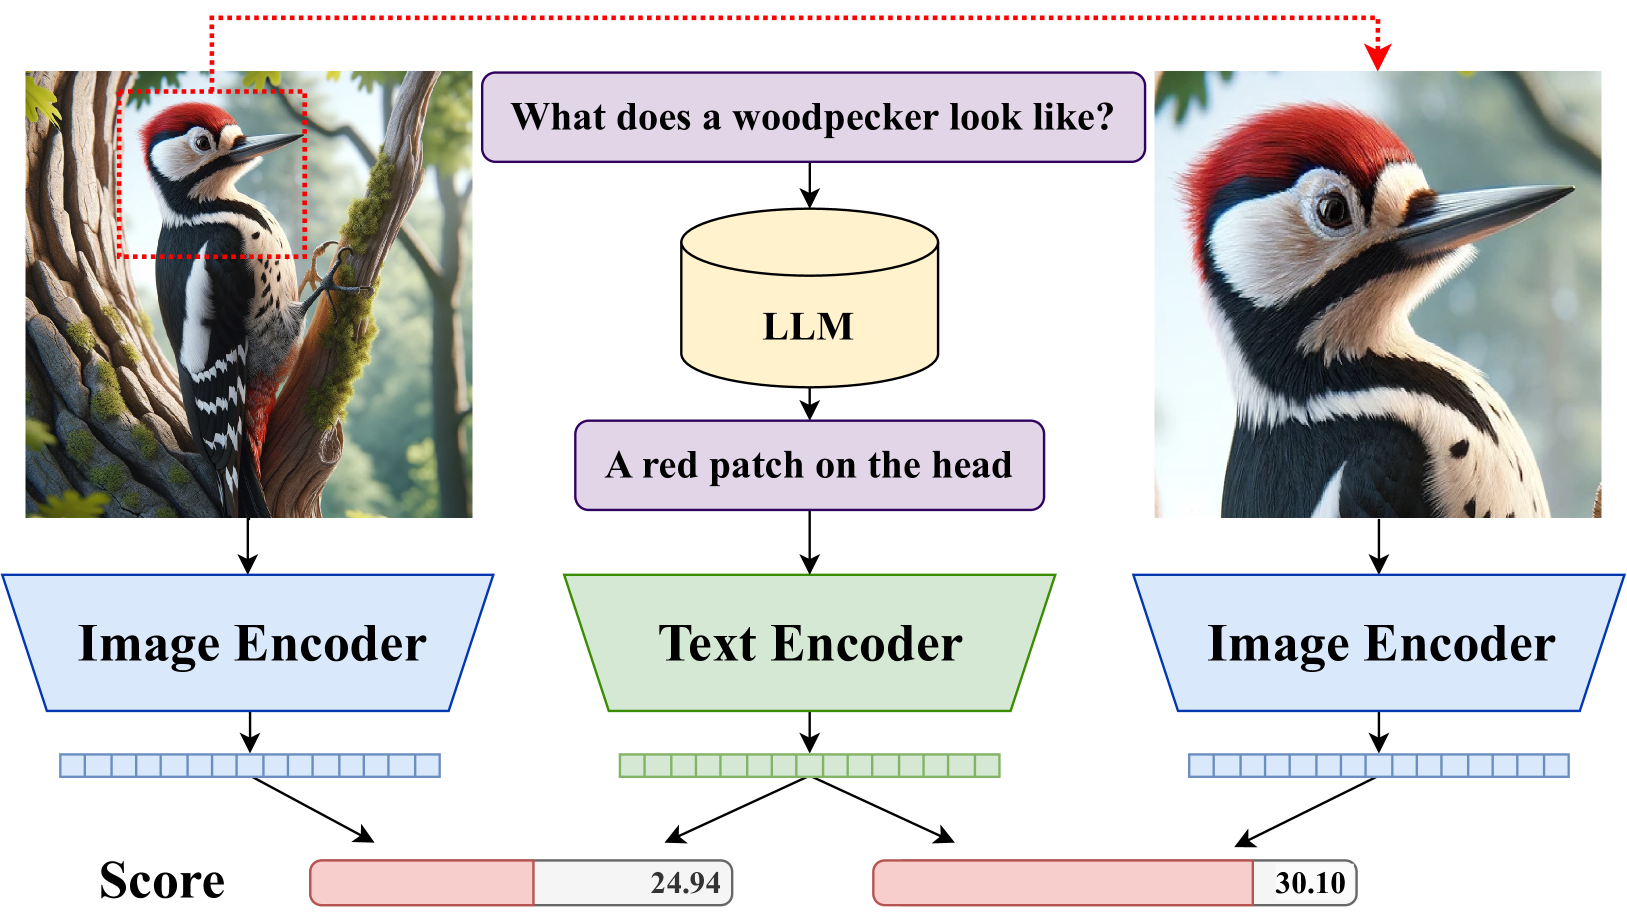 What does a woodpecker look like?
LLM
A red patch on the head
Image Encoder
Text Encoder
Image Encoder
Score
24.94
30.10